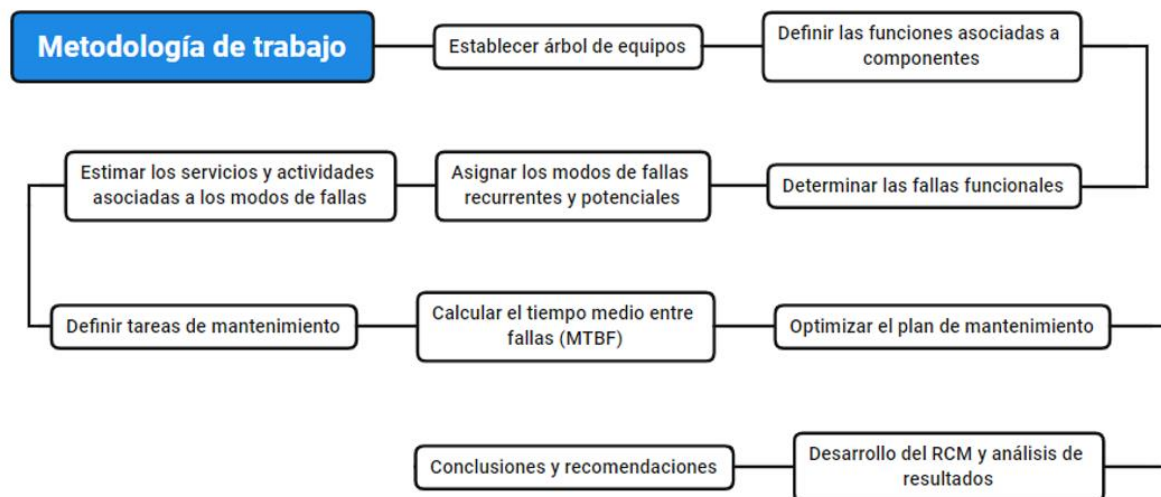 Metodología de trabajo
Establecer árbol de equipos
Definir las funciones asociadas a
componentes
Determinar las fallas funcionales
Asignar los modos de fallas
recurrentes y potenciales
Estimar los servicios y actividades
asociadas a los modos de fallas
Definir tareas de mantenimiento
Calcular el tiempo medio entre
fallas (MTBF)
Optimizar el plan de mantenimiento
Desarrollo del RCM y análisis de
resultados
Conclusiones y recomendaciones